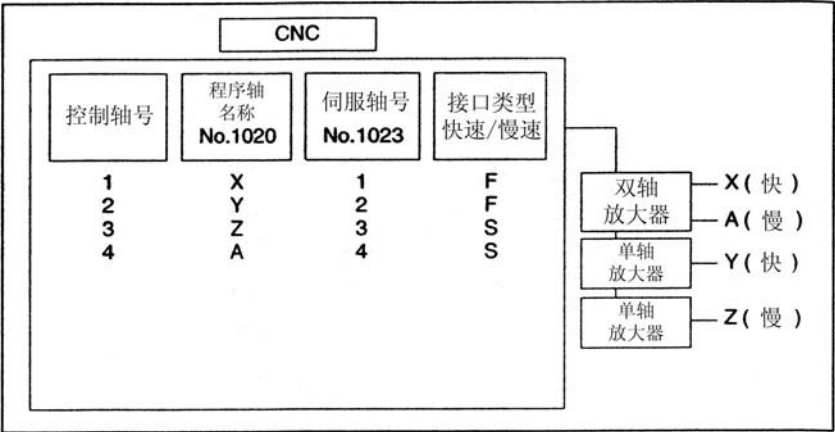 CNC
控制轴号
程序轴
名称
No.1020
伺服轴号
No.1023
接口类型
快速/慢速
1 X 1 F
2 Y 2 F
3 Z 3 S
4 A 4 S
双轴
放大器
X(快)
A(慢)
单轴
放大器
Y(快)
单轴
放大器
Z(慢)